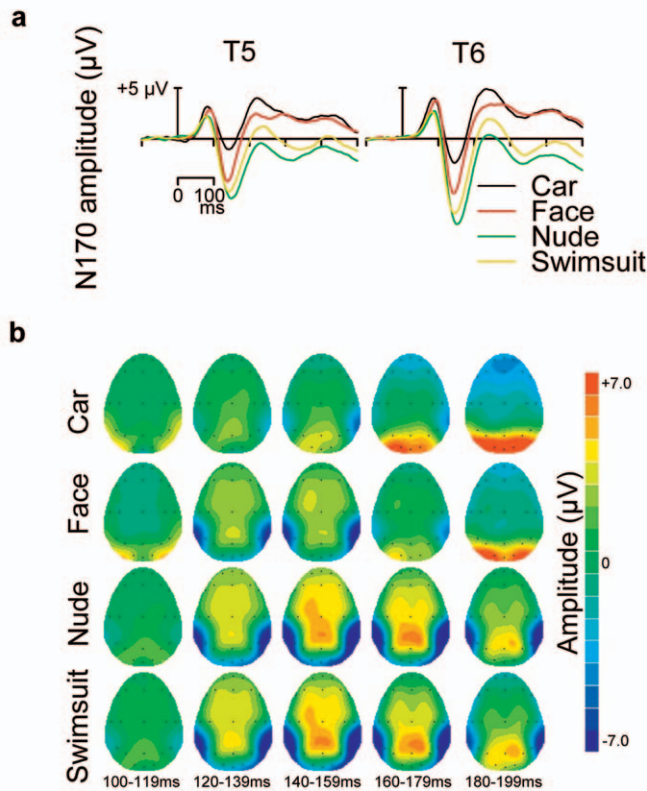 a
T5 T6
N170 amplitude (µV)
+5 µV
0 100
ms
Car
Face
Nude
Swimsuit
b
Car
Face
Nude
Swimsuit
100-119ms 120-139ms 140-159ms 160-179ms 180-199ms
Amplitude (µV)
+7.0
0
-7.0